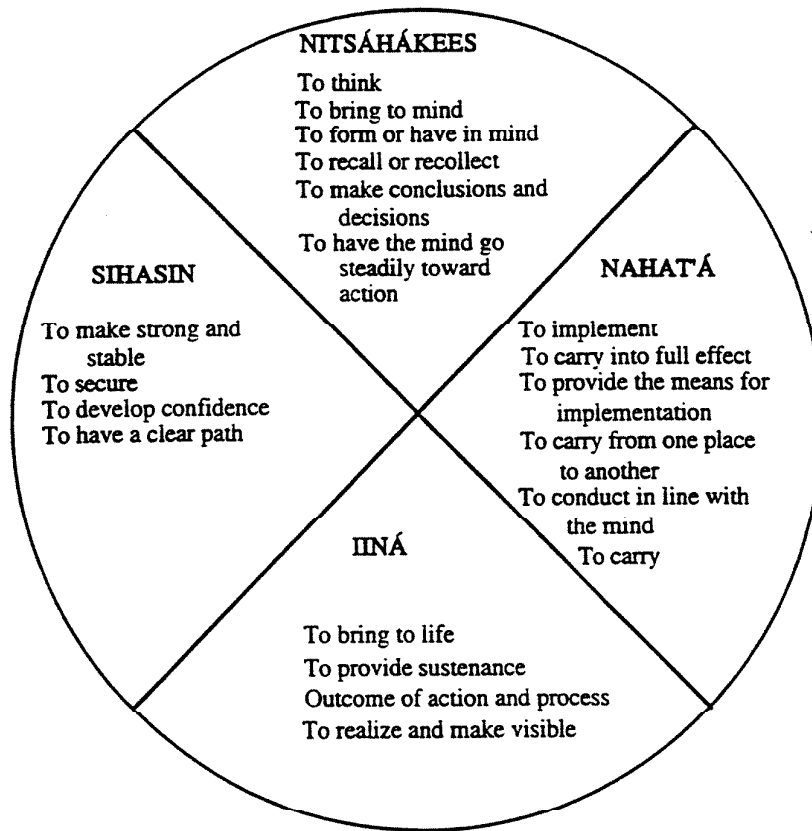 NITSÁHÁKEES
To think
To bring to mind
To form or have in mind
To recall or recollect
To make conclusions and
decisions
To have the mind go
steadily toward
action
NAHAT'Á
To implement
To carry into full effect
To provide the means for
implementation
To carry from one place
to another
To conduct in line with
the mind
To carry
IINÁ
To bring to life
To provide sustenance
Outcome of action and process
To realize and make visible
SIHASIN
To make strong and
stable
To secure
To develop confidence
To have a clear path